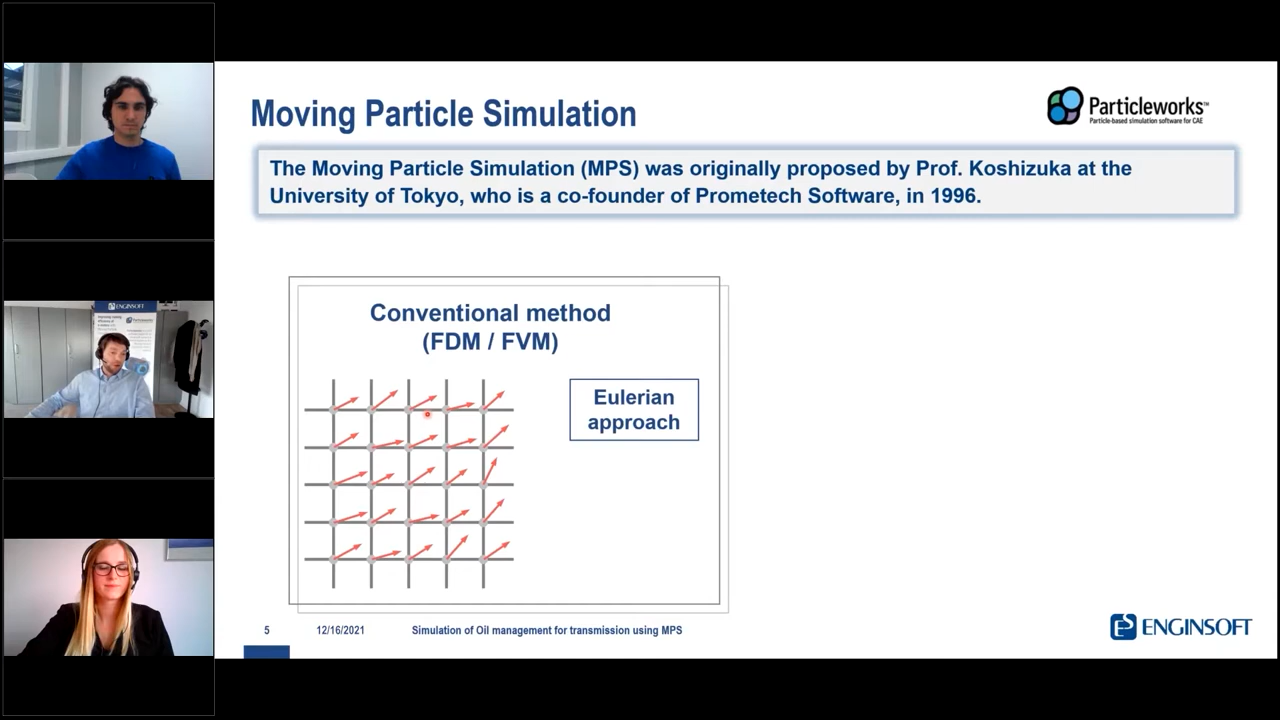 Moving Particle Simulation
Particleworks™
Particle-based simulation software for CAE
The Moving Particle Simulation (MPS) was originally proposed by Prof. Koshizuka at the
University of Tokyo, who is a co-founder of Prometech Software, in 1996.
Conventional method
(FDM / FVM)
Eulerian
approach
5
12/16/2021
Simulation of Oil management for transmission using MPS
ENGINSOFT
ENGINSOFT
Particleworks